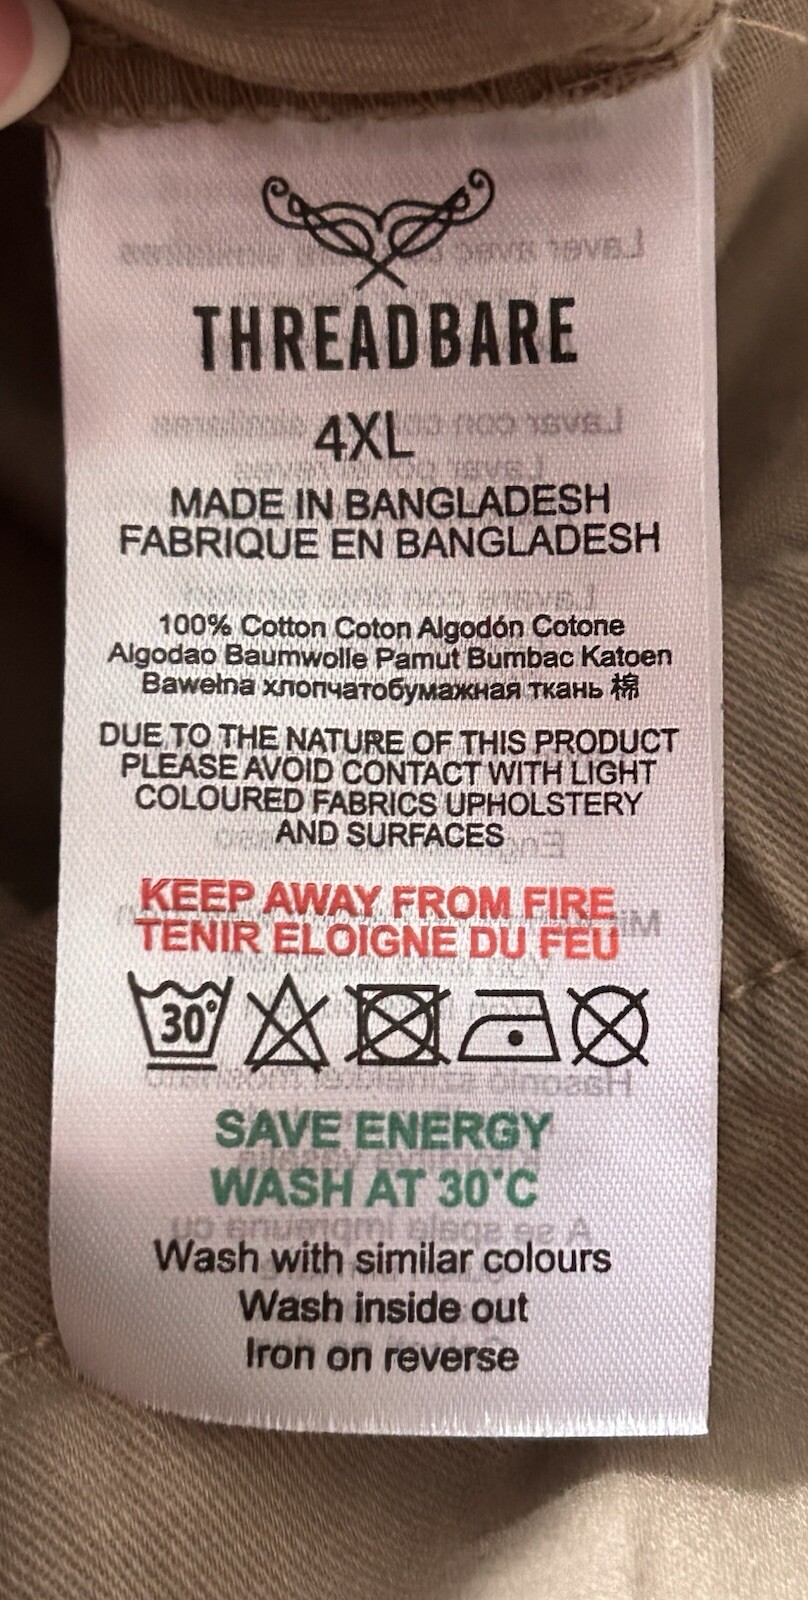 THREADBARE
4XL
MADE IN BANGLADESH
FABRIQUE EN BANGLADESH
100% Cotton Coton Algodón Cotone
Algodao Baumwolle Pamut Bumbac Katoen
Bawełna хлопчатобумажная ткань 棉
DUE TO THE NATURE OF THIS PRODUCT
PLEASE AVOID CONTACT WITH LIGHT
COLOURED FABRICS UPHOLSTERY
AND SURFACES
KEEP AWAY FROM FIRE
TENIR ELOIGNE DU FEU
30°
SAVE ENERGY
WASH AT 30°C
Wash with similar colours
Wash inside out
Iron on reverse